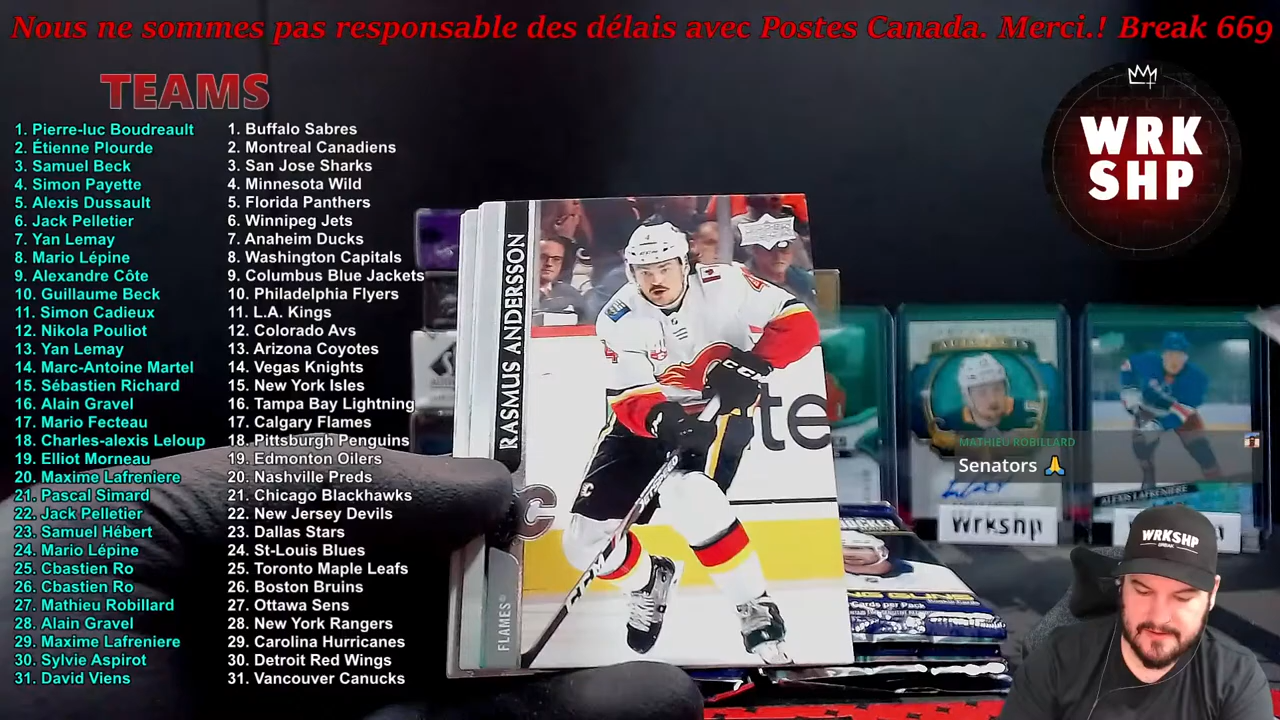 Nous ne sommes pas responsable des délais avec Postes Canada. Merci.! Break 669
TEAMS
1. Pierre-luc Boudreault
2. Étienne Plourde
3. Samuel Beck
4. Simon Payette
5. Alexis Dussault
6. Jack Pelletier
7. Yan Lemay
8. Mario Lépine
9. Alexandre Côte
10. Guillaume Beck
11. Simon Cadieux
12. Nikola Pouliot
13. Yan Lemay
14. Marc-Antoine Martel
15. Sébastien Richard
16. Alain Gravel
17. Mario Fecteau
18. Charles-alexis Leloup
19. Elliot Morneau
20. Maxime Lafreniere
21. Pascal Simard
22. Jack Pelletier
23. Samuel Hébert
24. Mario Lépine
25. Cbastien Ro
26. Cbastien Ro
27. Mathieu Robillard
28. Alain Gravel
29. Maxime Lafreniere
30. Sylvie Aspirot
31. David Viens
1. Buffalo Sabres
2. Montreal Canadiens
3. San Jose Sharks
4. Minnesota Wild
5. Florida Panthers
6. Winnipeg Jets
7. Anaheim Ducks
8. Washington Capitals
9. Columbus Blue Jackets
10. Philadelphia Flyers
11. L.A. Kings
12. Colorado Avs
13. Arizona Coyotes
14. Vegas Knights
15. New York Isles
16. Tampa Bay Lightning
17. Calgary Flames
18. Pittsburgh Penguins
19. Edmonton Oilers
20. Nashville Preds
21. Chicago Blackhawks
22. New Jersey Devils
23. Dallas Stars
24. St-Louis Blues
25. Toronto Maple Leafs
26. Boston Bruins
27. Ottawa Sens
28. New York Rangers
29. Carolina Hurricanes
30. Detroit Red Wings
31. Vancouver Canucks
RASMUS ANDERSSON
FLAMES
CCM
WRK
SHP
MATHIEU ROBILLARD
Senators 🙏
ALEXIS LAFRENIERE
Wrkshp
WRKSHP
Cards per Pack